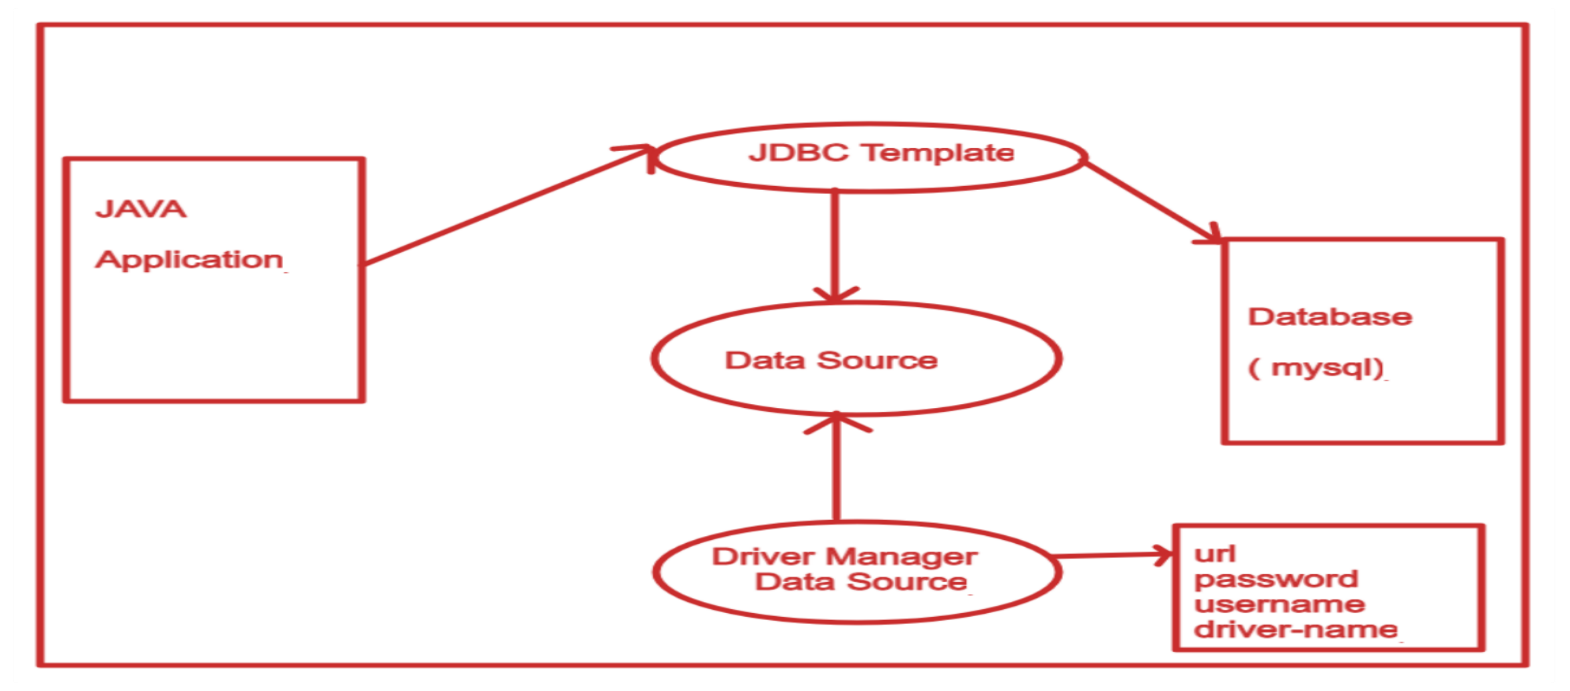 JDBC Template
JAVA
Application
Database
( mysql)
Data Source
Driver Manager
Data Source
url
password
username
driver-name